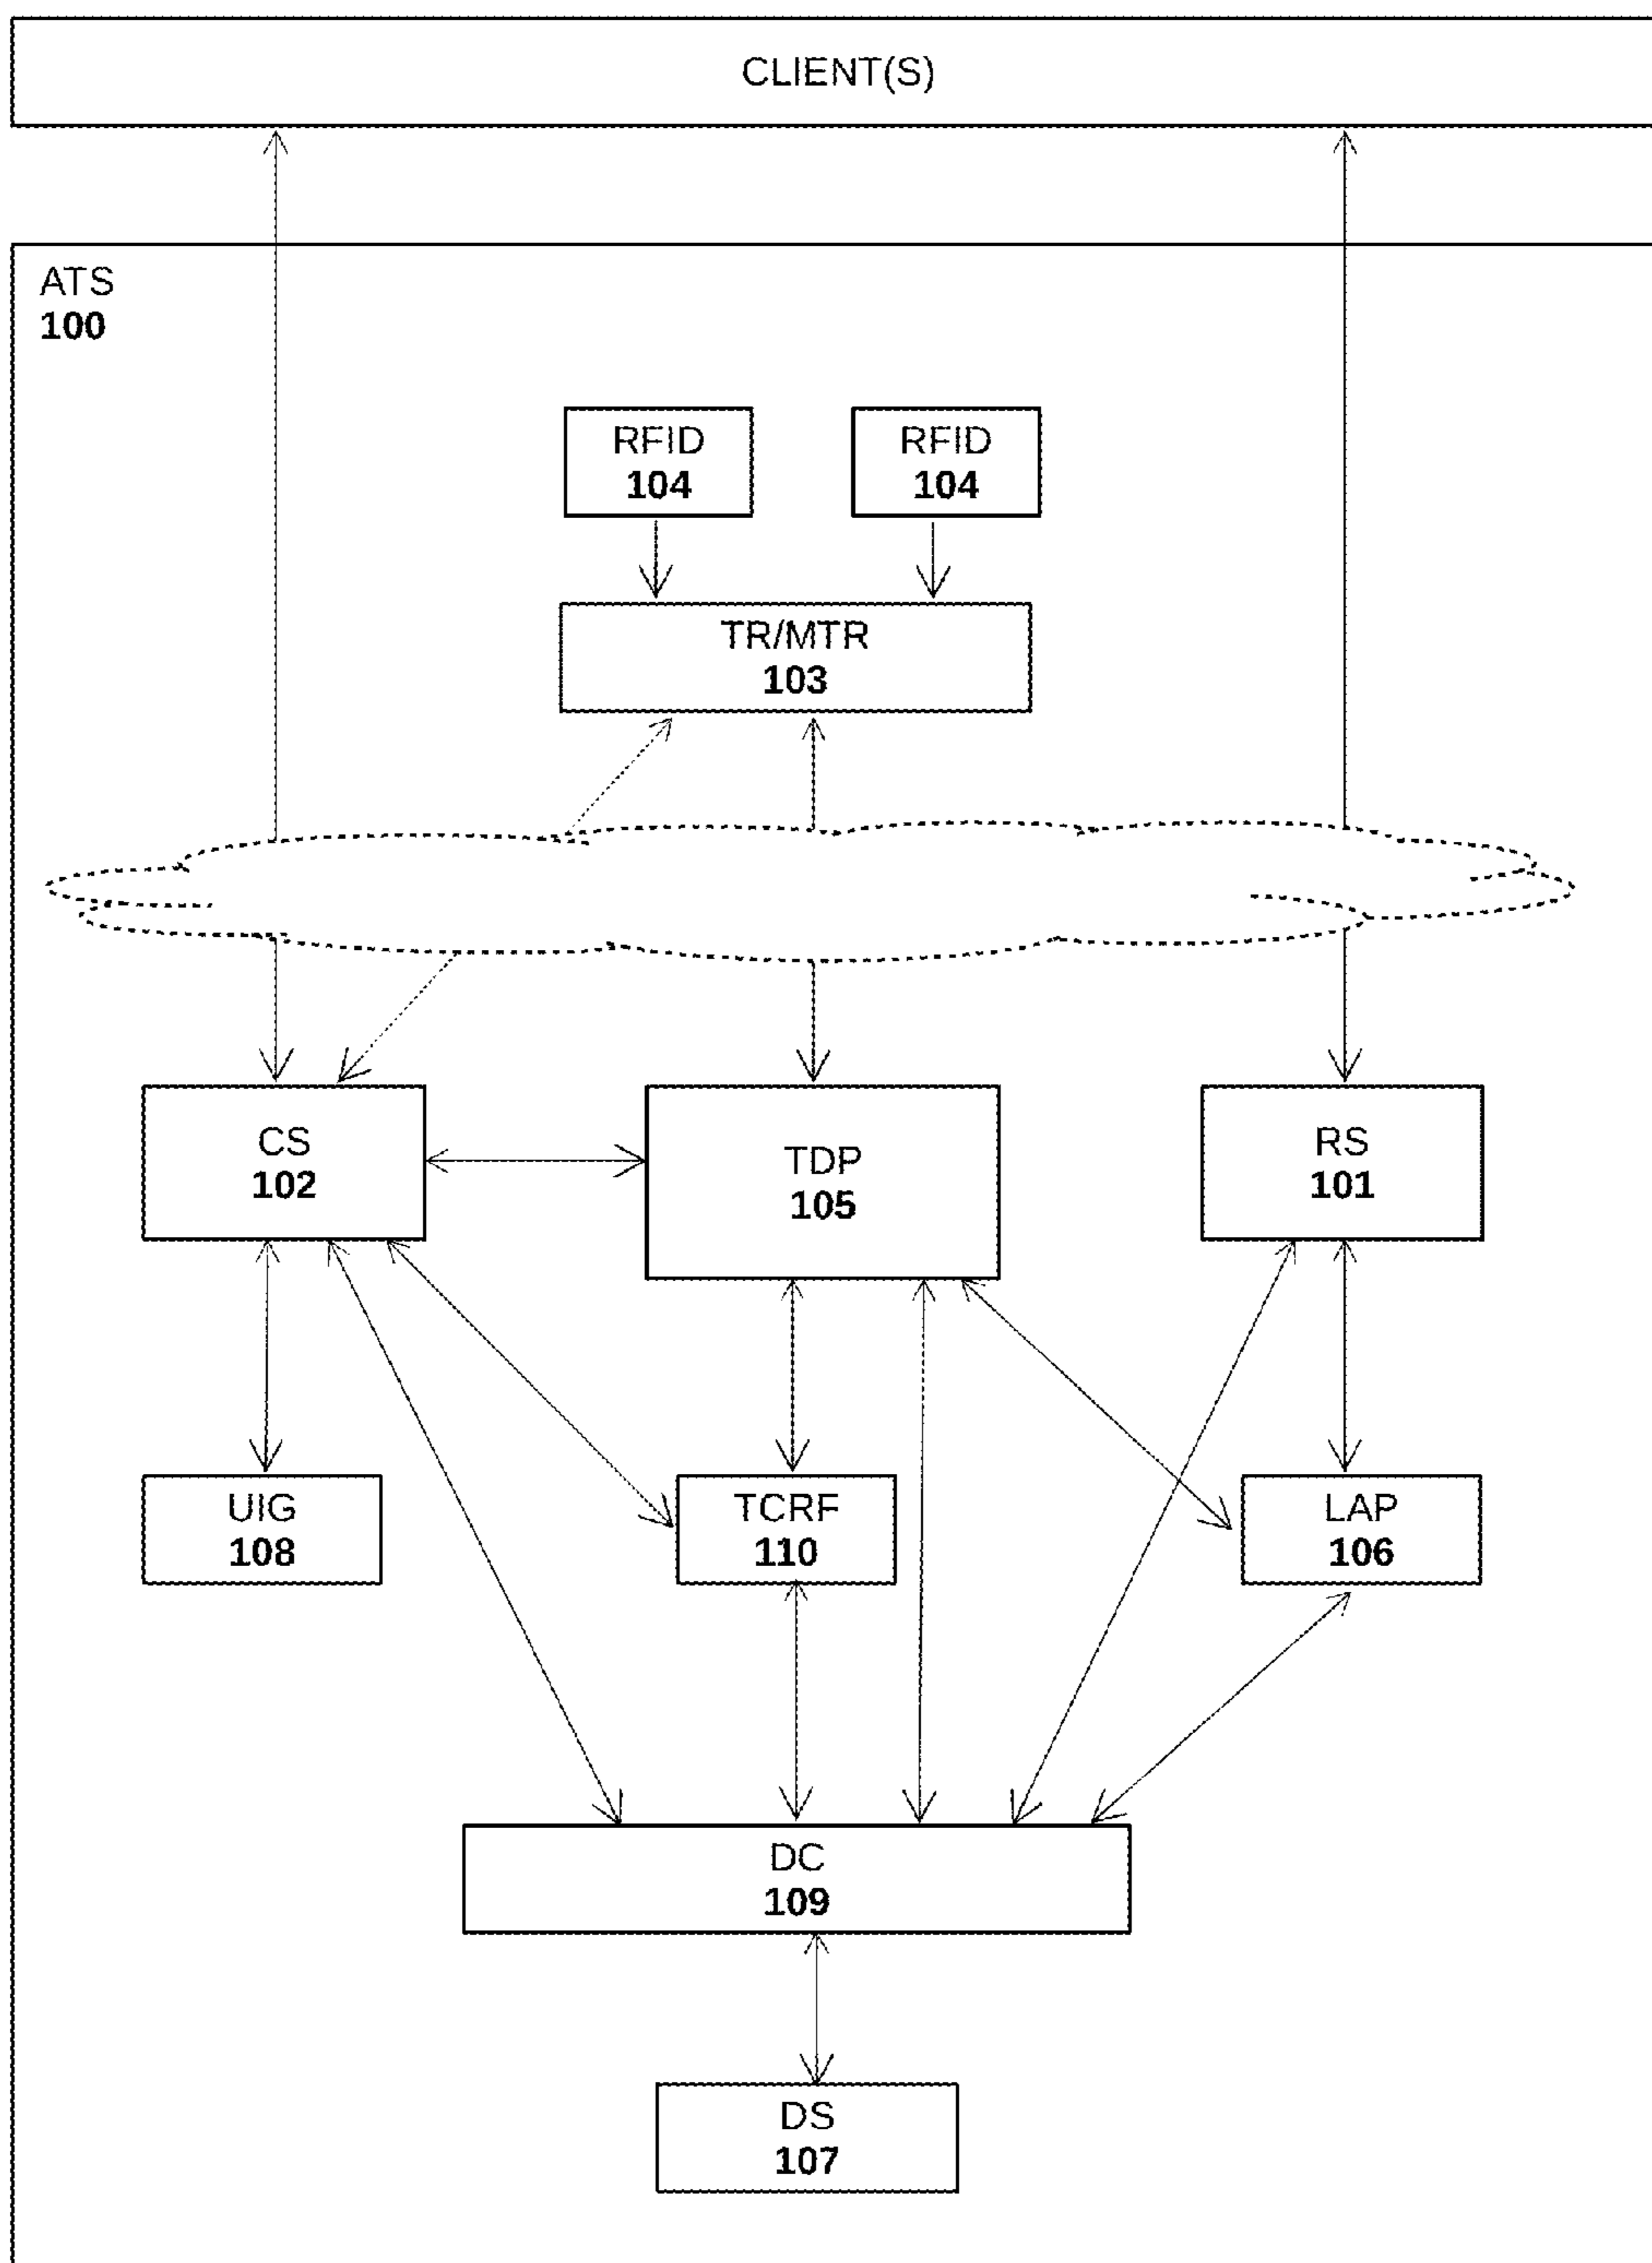 CLIENT(S)
ATS
100
RFID
104
RFID
104
TR/MTR
103
CS
102
TDP
105
RS
101
UIG
108
TCRF
110
LAP
106
DC
109
DS
107